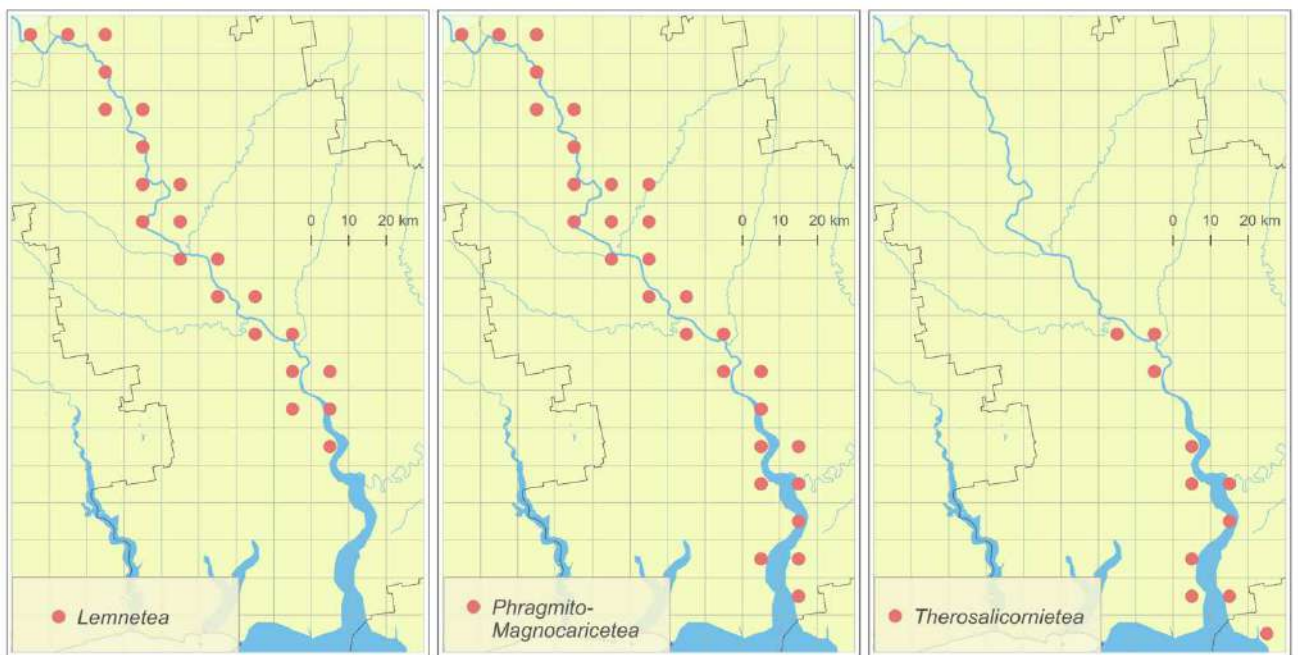 0 10 20 km
0 10 20 km
0 10 20 km
Lemnetea
Phragmito-
Magnocaricetea
Therosalicornietea